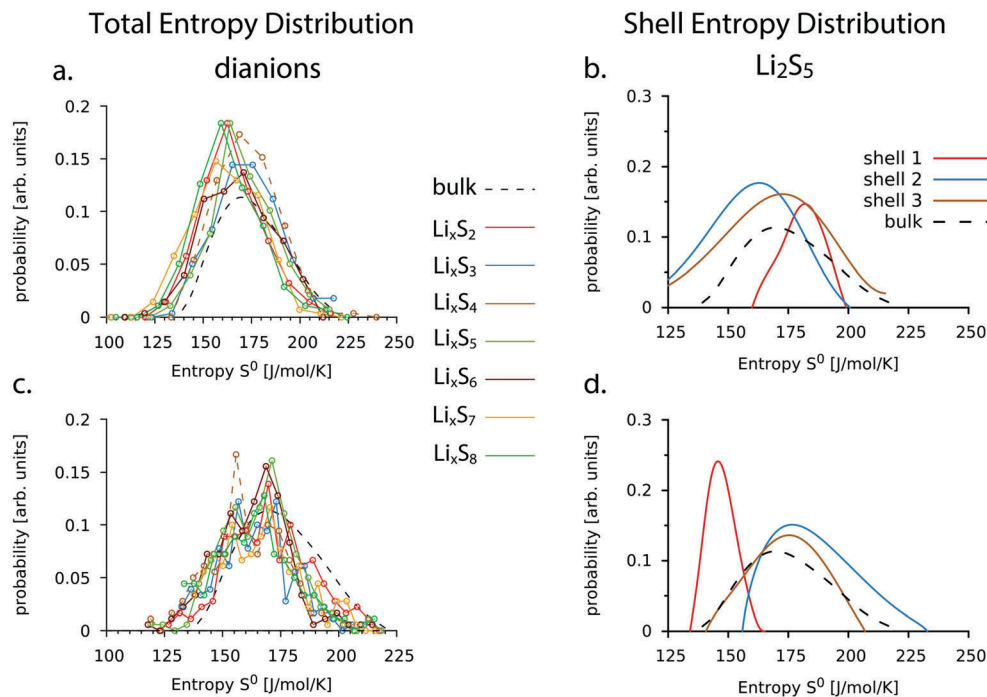 Total Entropy Distribution
dianions
Shell Entropy Distribution
Li₂S₅
a.
0.2
0.15
0.1
0.05
0
probability [arb. units]
100 125 150 175 200 225 250
Entropy S⁰ [J/mol/K]
bulk
LiₓS₂
LiₓS₃
LiₓS₄
LiₓS₅
LiₓS₆
LiₓS₇
LiₓS₈
b.
0.3
0.2
0.1
0
probability [arb. units]
125 150 175 200 225 250
Entropy S⁰ [J/mol/K]
shell 1
shell 2
shell 3
bulk
c.
0.2
0.15
0.1
0.05
0
probability [arb. units]
100 125 150 175 200 225 250
Entropy S⁰ [J/mol/K]
d.
0.3
0.2
0.1
0
probability [arb. units]
125 150 175 200 225 250
Entropy S⁰ [J/mol/K]